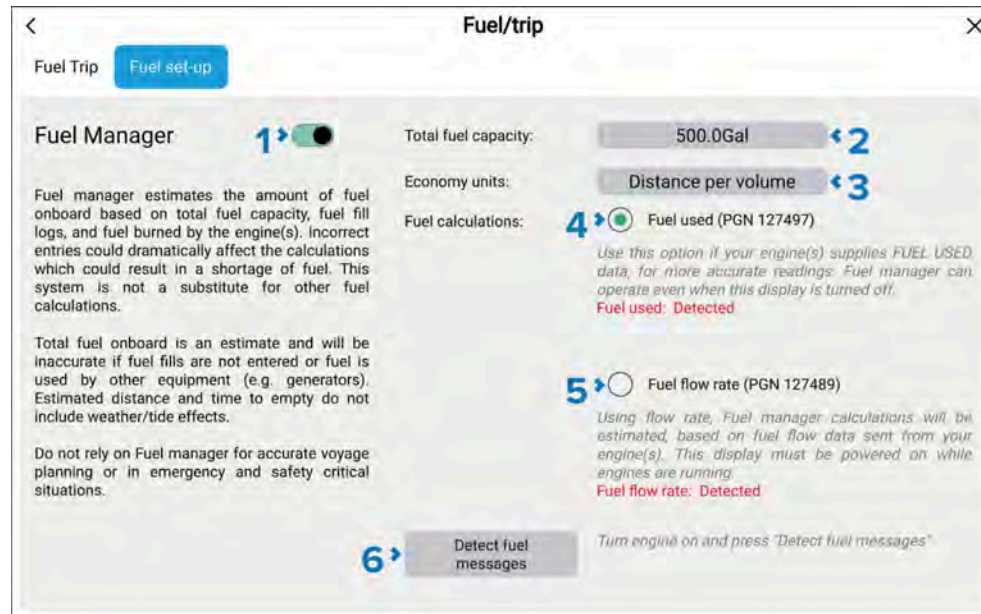 Fuel/trip
Fuel Trip
Fuel set-up
Fuel Manager
1
Fuel manager estimates the amount of fuel
onboard based on total fuel capacity, fuel fill
logs, and fuel burned by the engine(s). Incorrect
entries could dramatically affect the calculations
which could result in a shortage of fuel. This
system is not a substitute for other fuel
calculations.
Total fuel onboard is an estimate and will be
inaccurate if fuel fills are not entered or fuel is
used by other equipment (e.g. generators).
Estimated distance and time to empty do not
include weather/tide effects.
Do not rely on Fuel manager for accurate voyage
planning or in emergency and safety critical
situations.
Total fuel capacity:
500.0Gal
2
Economy units:
Distance per volume
3
Fuel calculations:
4
Fuel used (PGN 127497)
Use this option if your engine(s) supplies FUEL USED
data, for more accurate readings. Fuel manager can
operate even when this display is turned off.
Fuel used: Detected
5
Fuel flow rate (PGN 127489)
Using flow rate, Fuel manager calculations will be
estimated, based on fuel flow data sent from your
engine(s). This display must be powered on while
engines are running.
Fuel flow rate: Detected
6
Detect fuel
messages
Turn engine on and press "Detect fuel messages"